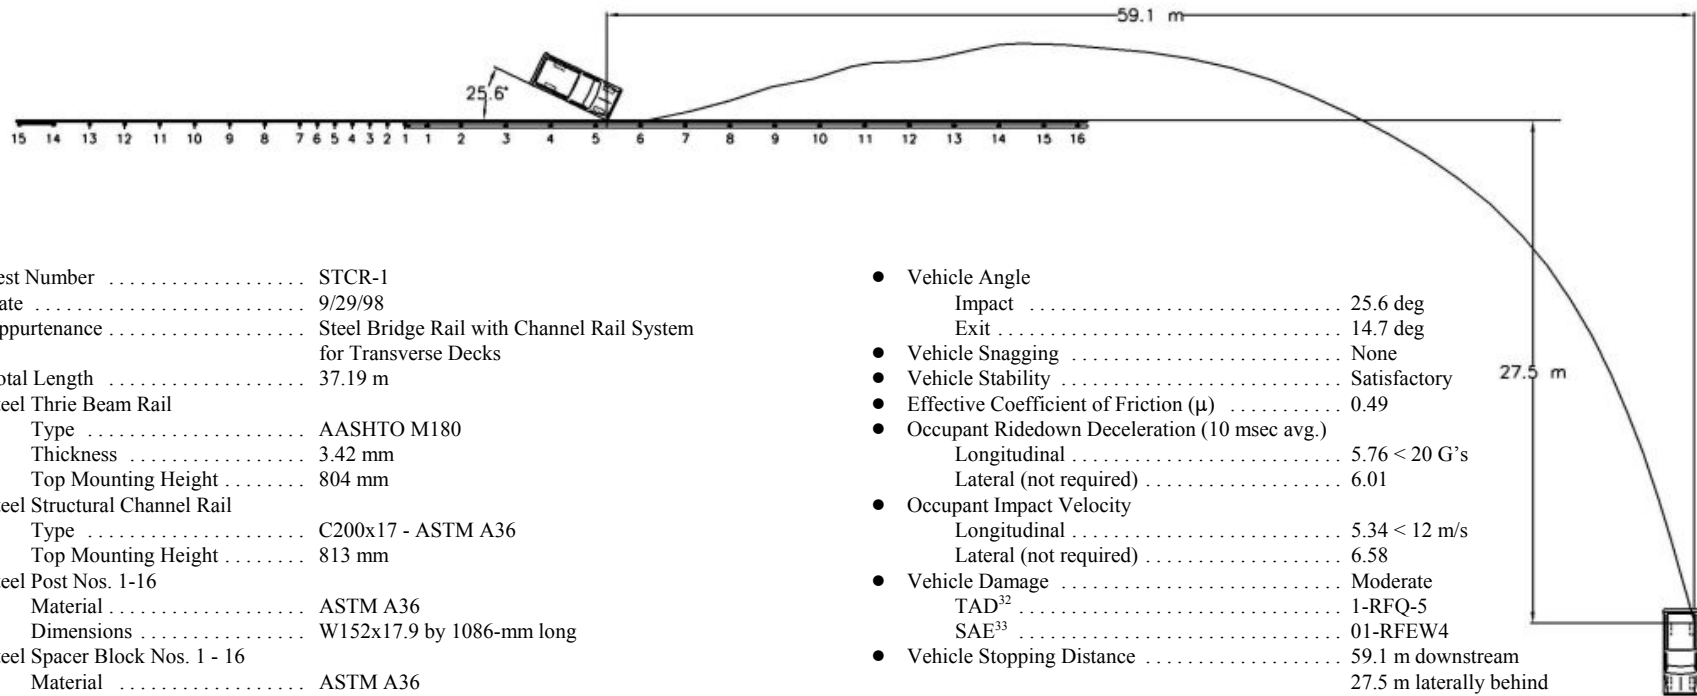 59.1 m
25.6°
15 14 13 12 11 10 9 8 7 6 5 4 3 2 1 1 2 3 4 5 6 7 8 9 10 11 12 13 14 15 16
27.5 m
est Number . . . . . . . . . . . . . . . . . . . STCR-1
ate . . . . . . . . . . . . . . . . . . . . . . . . . . 9/29/98
ppurtenance . . . . . . . . . . . . . . . . . . Steel Bridge Rail with Channel Rail System
for Transverse Decks
otal Length . . . . . . . . . . . . . . . . . . . 37.19 m
teel Thrie Beam Rail
Type . . . . . . . . . . . . . . . . . . . . . AASHTO M180
Thickness . . . . . . . . . . . . . . . . . 3.42 mm
Top Mounting Height . . . . . . . . 804 mm
teel Structural Channel Rail
Type . . . . . . . . . . . . . . . . . . . . . C200x17 - ASTM A36
Top Mounting Height . . . . . . . . 813 mm
teel Post Nos. 1-16
Material . . . . . . . . . . . . . . . . . . . ASTM A36
Dimensions . . . . . . . . . . . . . . . . W152x17.9 by 1086-mm long
teel Spacer Block Nos. 1 - 16
Material . . . . . . . . . . . . . . . . . . ASTM A36
● Vehicle Angle
Impact . . . . . . . . . . . . . . . . . . . . . . . . . . . . . . 25.6 deg
Exit . . . . . . . . . . . . . . . . . . . . . . . . . . . . . . . . . 14.7 deg
● Vehicle Snagging . . . . . . . . . . . . . . . . . . . . . . . . . . None
● Vehicle Stability . . . . . . . . . . . . . . . . . . . . . . . . . . . Satisfactory
● Effective Coefficient of Friction (μ) . . . . . . . . . . . 0.49
● Occupant Ridedown Deceleration (10 msec avg.)
Longitudinal . . . . . . . . . . . . . . . . . . . . . . . . . . 5.76 < 20 G’s
Lateral (not required) . . . . . . . . . . . . . . . . . . . 6.01
● Occupant Impact Velocity
Longitudinal . . . . . . . . . . . . . . . . . . . . . . . . . . 5.34 < 12 m/s
Lateral (not required) . . . . . . . . . . . . . . . . . . . 6.58
● Vehicle Damage . . . . . . . . . . . . . . . . . . . . . . . . . . . Moderate
TAD³² . . . . . . . . . . . . . . . . . . . . . . . . . . . . . . . 1-RFQ-5
SAE³³ . . . . . . . . . . . . . . . . . . . . . . . . . . . . . . . 01-RFEW4
● Vehicle Stopping Distance . . . . . . . . . . . . . . . . . . . 59.1 m downstream
27.5 m laterally behind